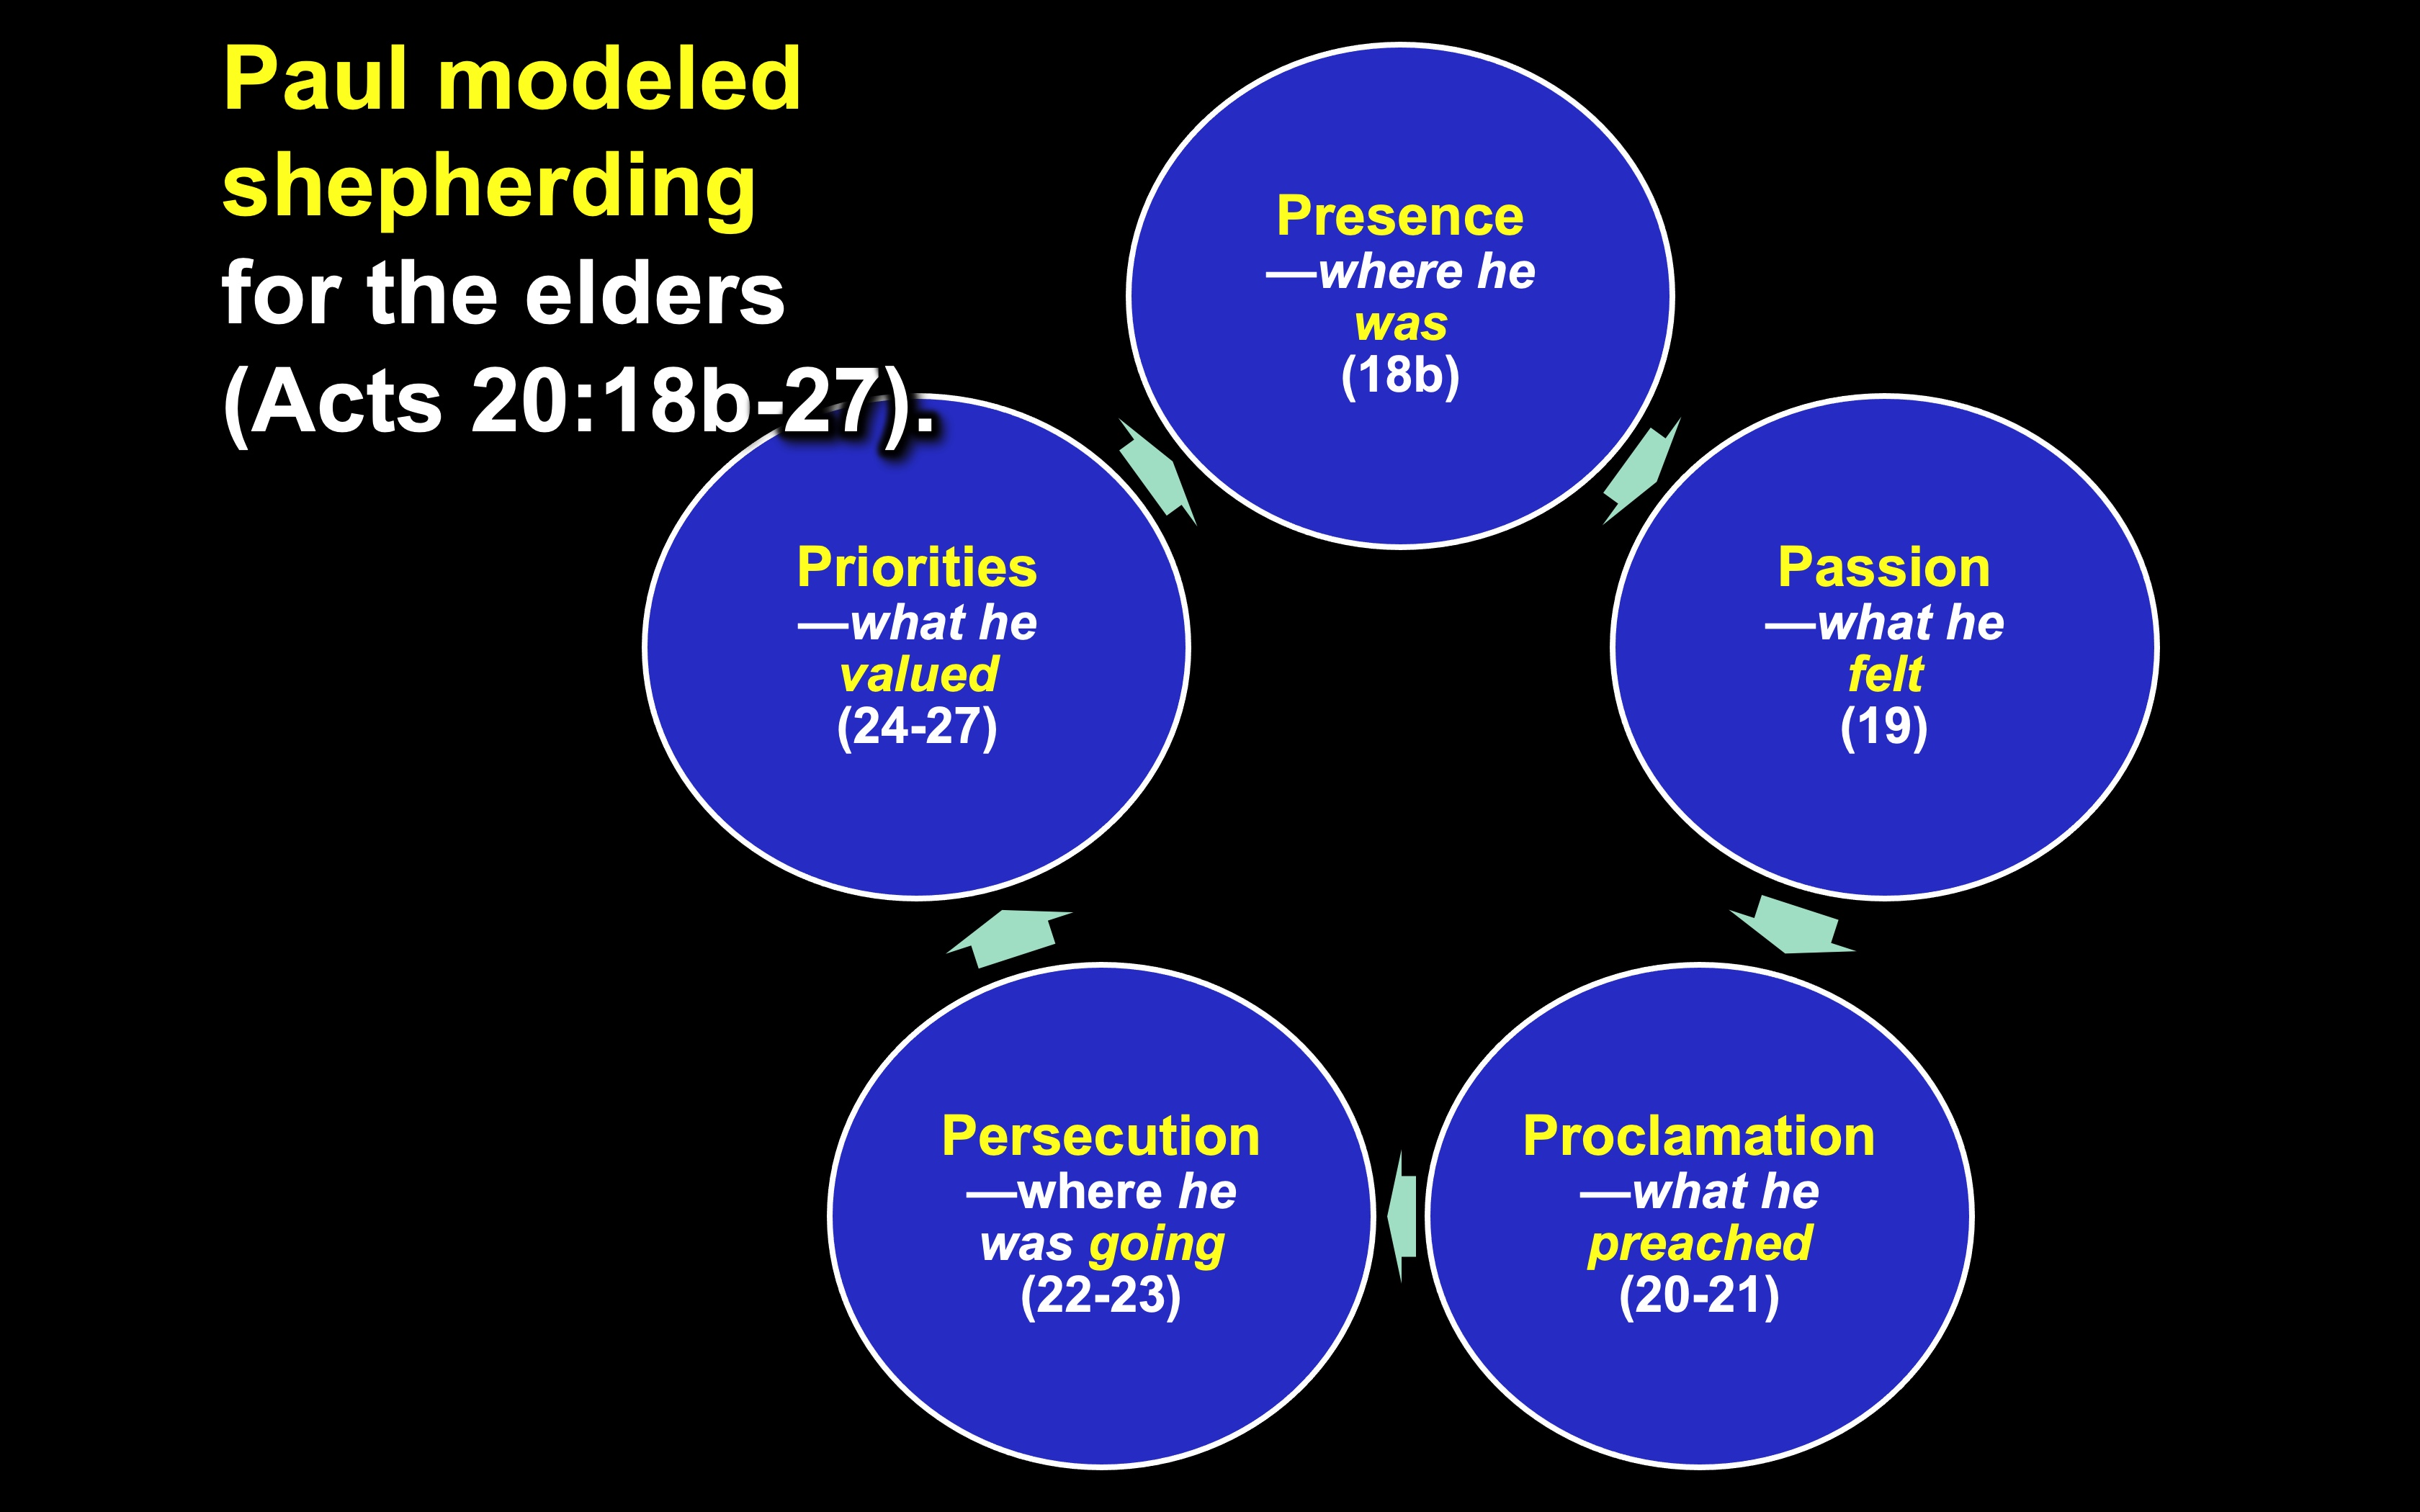 Paul modeled
shepherding
for the elders
(Acts 20:18b-27).
Presence
—where he
was
(18b)
Passion
—what he
felt
(19)
Proclamation
—what he
preached
(20-21)
Persecution
—where he
was going
(22-23)
Priorities
—what he
valued
(24-27)